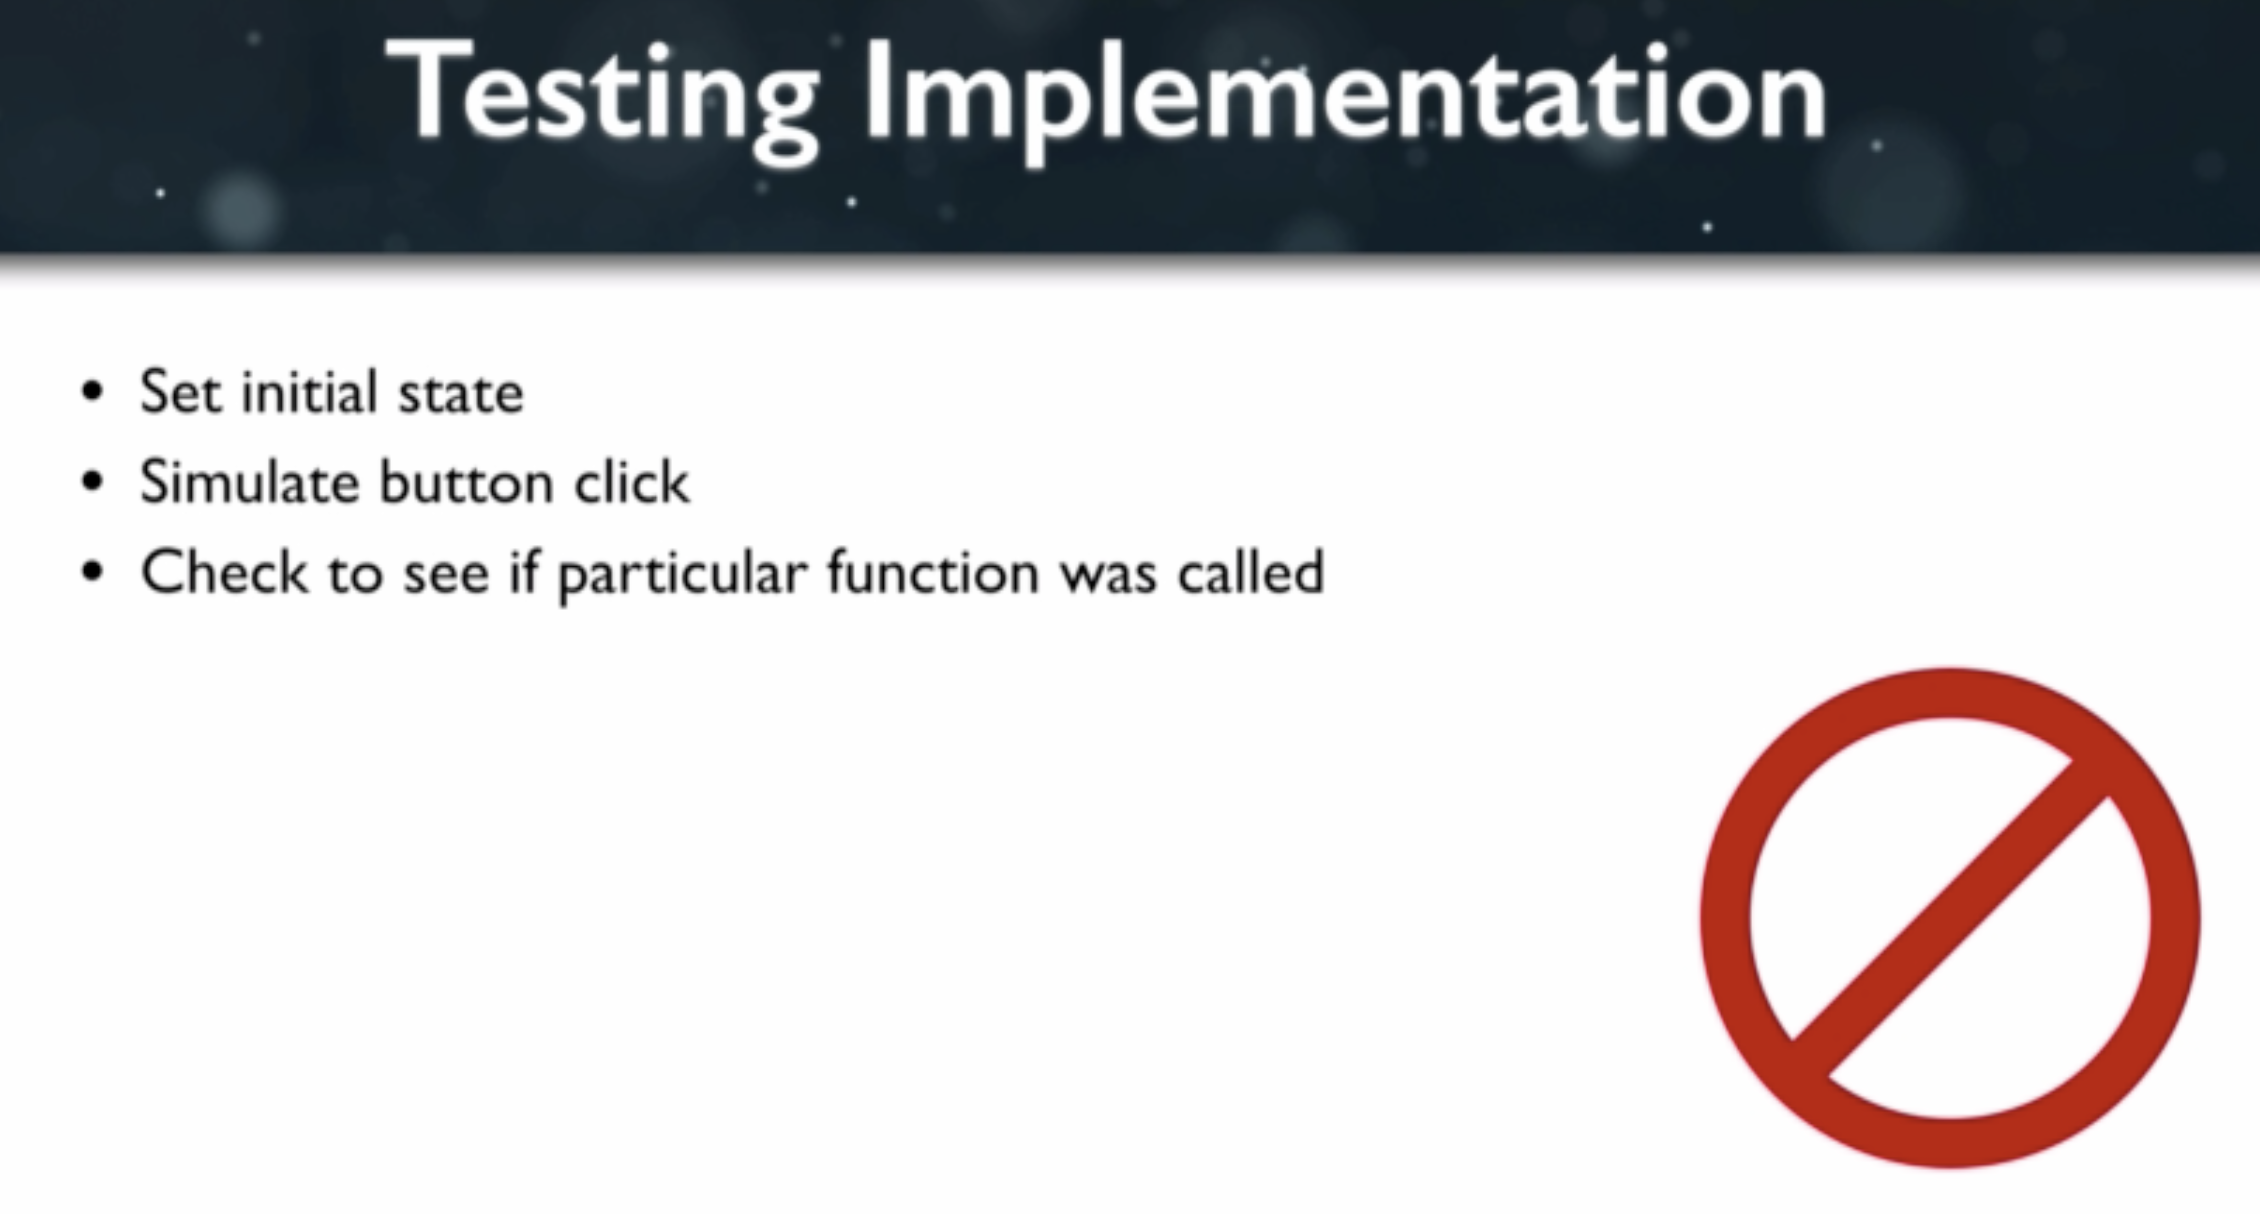 Testing Implementation
• Set initial state
• Simulate button click
• Check to see if particular function was called